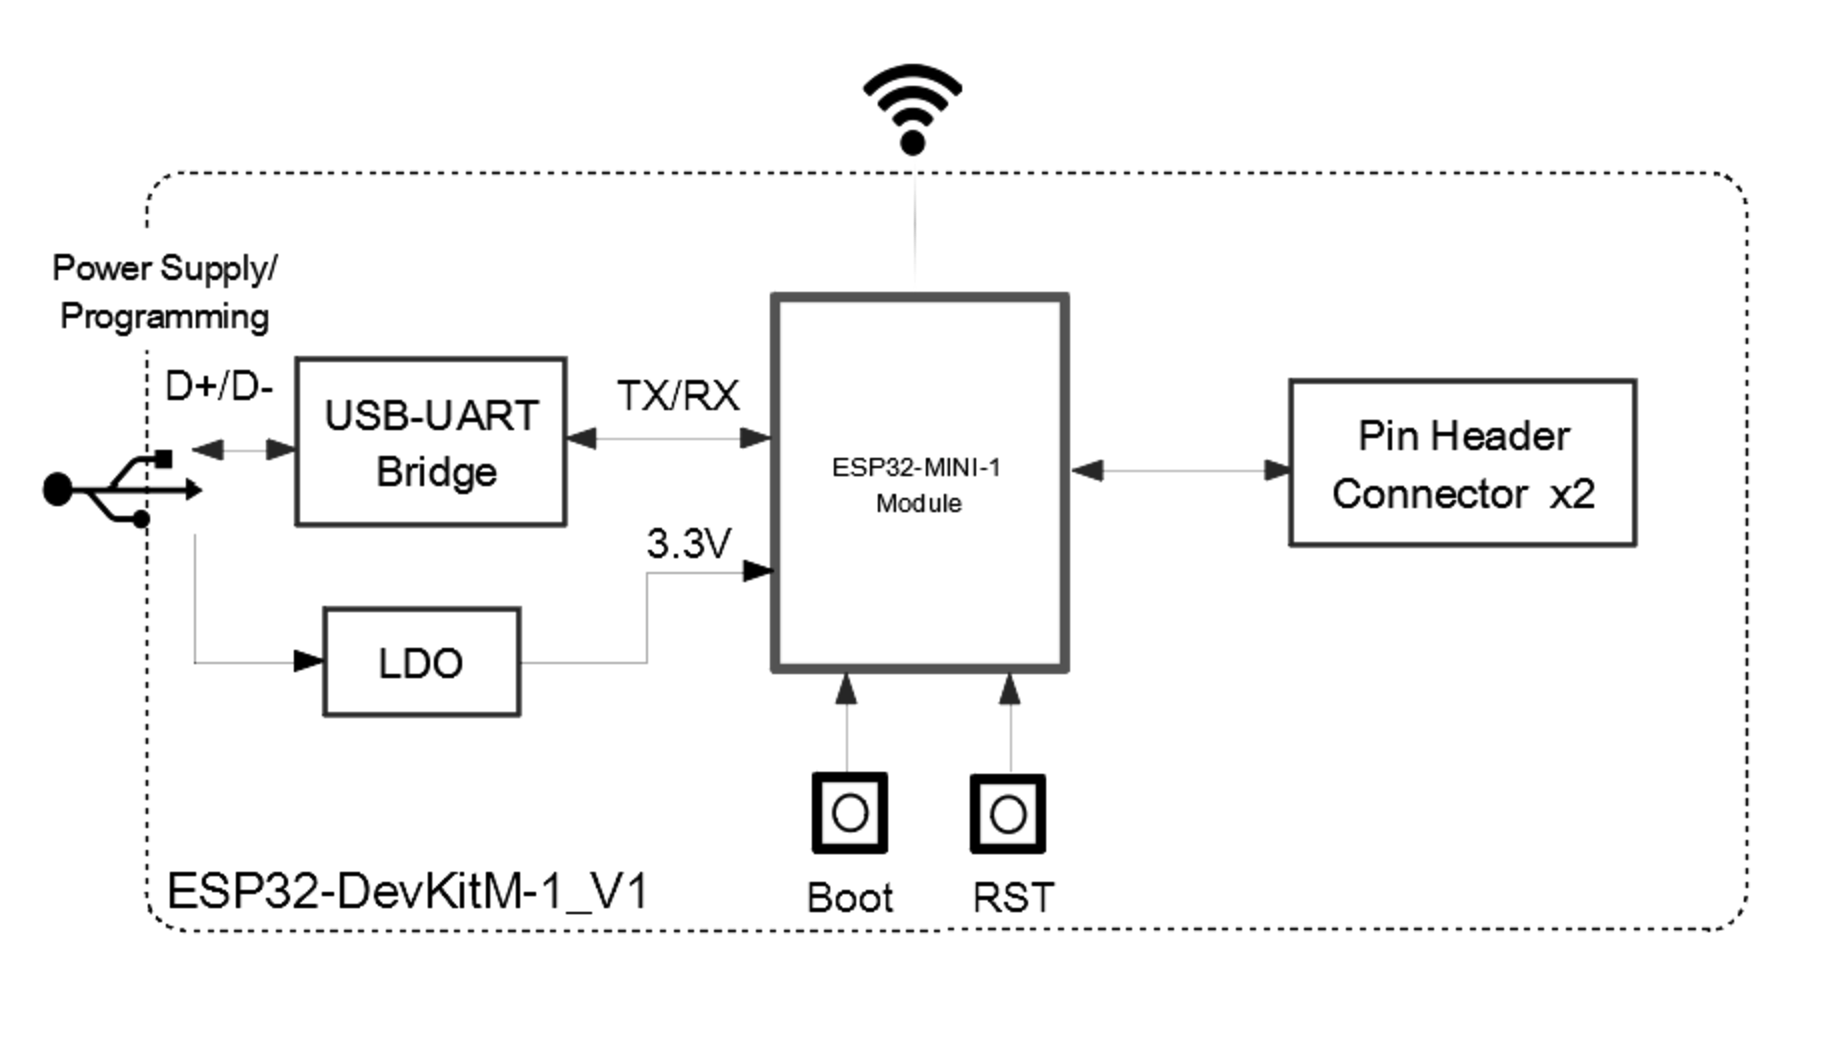 Power Supply/
Programming
D+/D-
USB-UART
Bridge
TX/RX
3.3V
LDO
ESP32-MINI-1
Module
Pin Header
Connector x2
Boot
RST
ESP32-DevKitM-1_V1